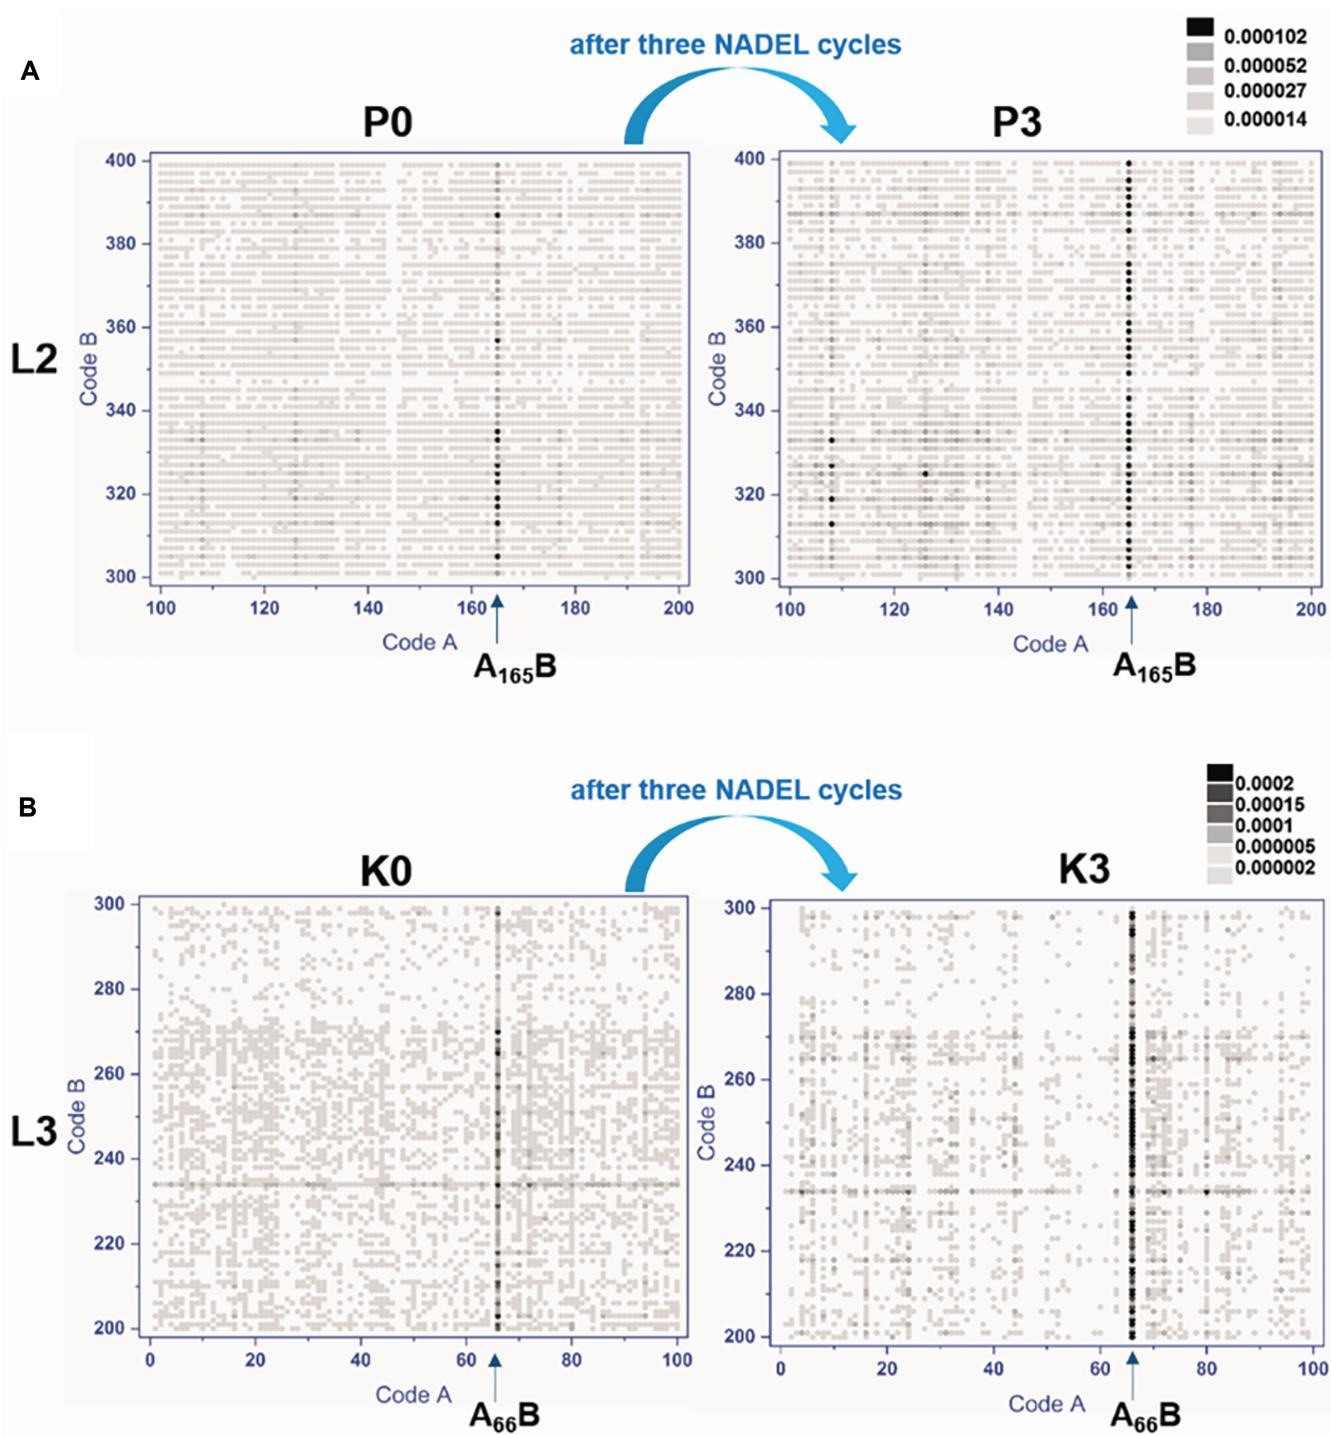 A
after three NADEL cycles
0.000102
0.000052
0.000027
0.000014
P0
P3
L2
400
380
360
340
320
300
Code B
100
120
140
160
180
200
Code A
A₁₆₅B
400
380
360
340
320
300
Code B
100
120
140
160
180
200
Code A
A₁₆₅B
B
after three NADEL cycles
0.0002
0.00015
0.0001
0.000005
0.000002
K0
K3
L3
300
280
260
240
220
200
Code B
0
20
40
60
80
100
Code A
A₆₆B
300
280
260
240
220
200
Code B
0
20
40
60
80
100
Code A
A₆₆B